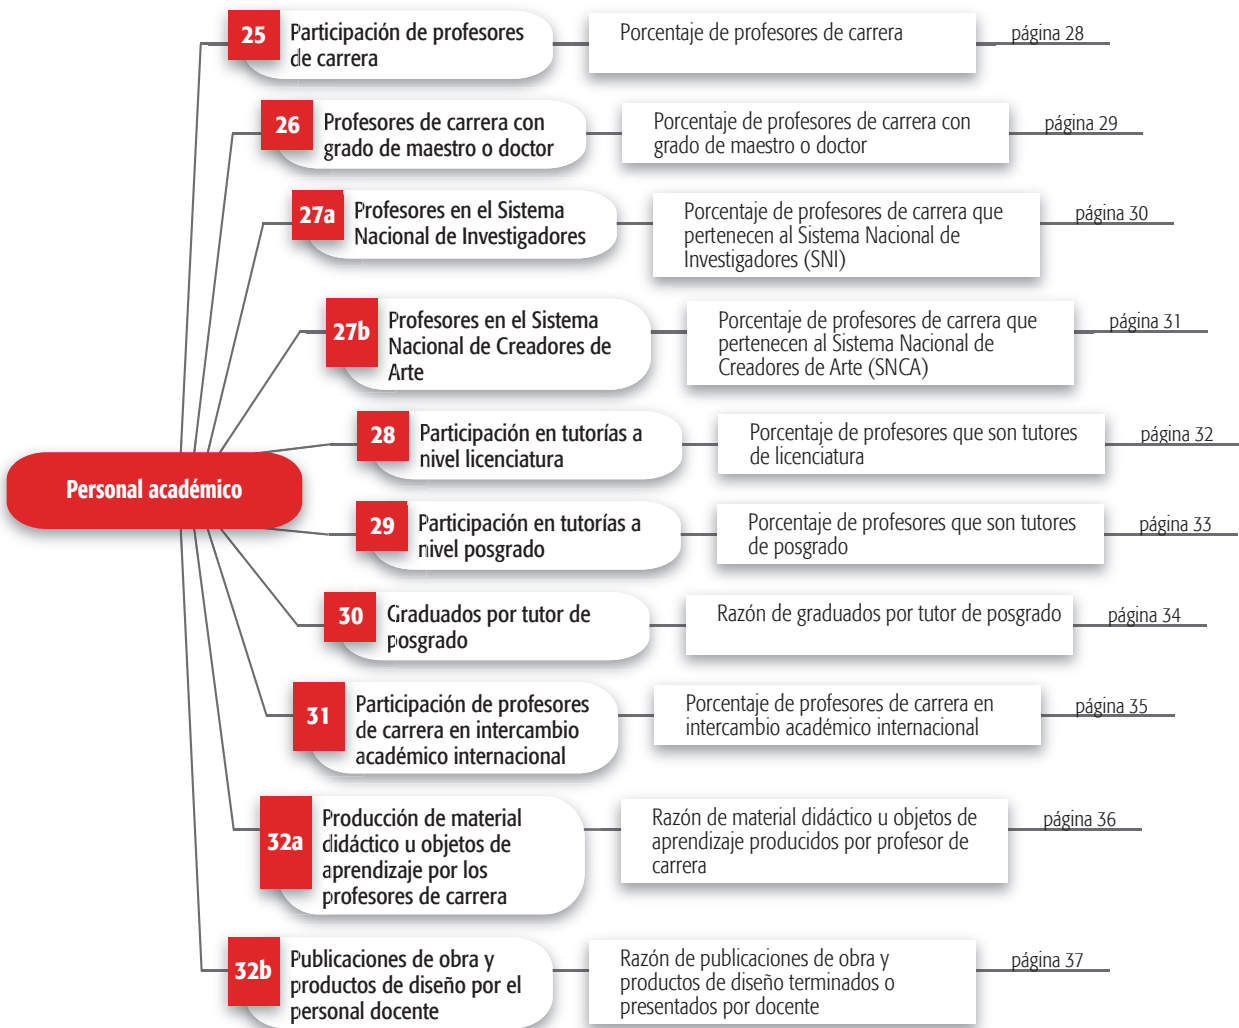 25
Participación de profesores
de carrera
Porcentaje de profesores de carrera
página 28
26
Profesores de carrera con
grado de maestro o doctor
Porcentaje de profesores de carrera con
grado de maestro o doctor
página 29
27a
Profesores en el Sistema
Nacional de Investigadores
Porcentaje de profesores de carrera que
pertenecen al Sistema Nacional de
Investigadores (SNI)
página 30
27b
Profesores en el Sistema
Nacional de Creadores de
Arte
Porcentaje de profesores de carrera que
pertenecen al Sistema Nacional de
Creadores de Arte (SNCA)
página 31
28
Participación en tutorías a
nivel licenciatura
Porcentaje de profesores que son tutores
de licenciatura
página 32
Personal académico
29
Participación en tutorías a
nivel posgrado
Porcentaje de profesores que son tutores
de posgrado
página 33
30
Graduados por tutor de
posgrado
Razón de graduados por tutor de posgrado
página 34
31
Participación de profesores
de carrera en intercambio
académico internacional
Porcentaje de profesores de carrera en
intercambio académico internacional
página 35
32a
Producción de material
didáctico u objetos de
aprendizaje por los
profesores de carrera
Razón de material didáctico u objetos de
aprendizaje producidos por profesor de
carrera
página 36
32b
Publicaciones de obra y
productos de diseño por el
personal docente
Razón de publicaciones de obra y
productos de diseño terminados o
presentados por docente
página 37